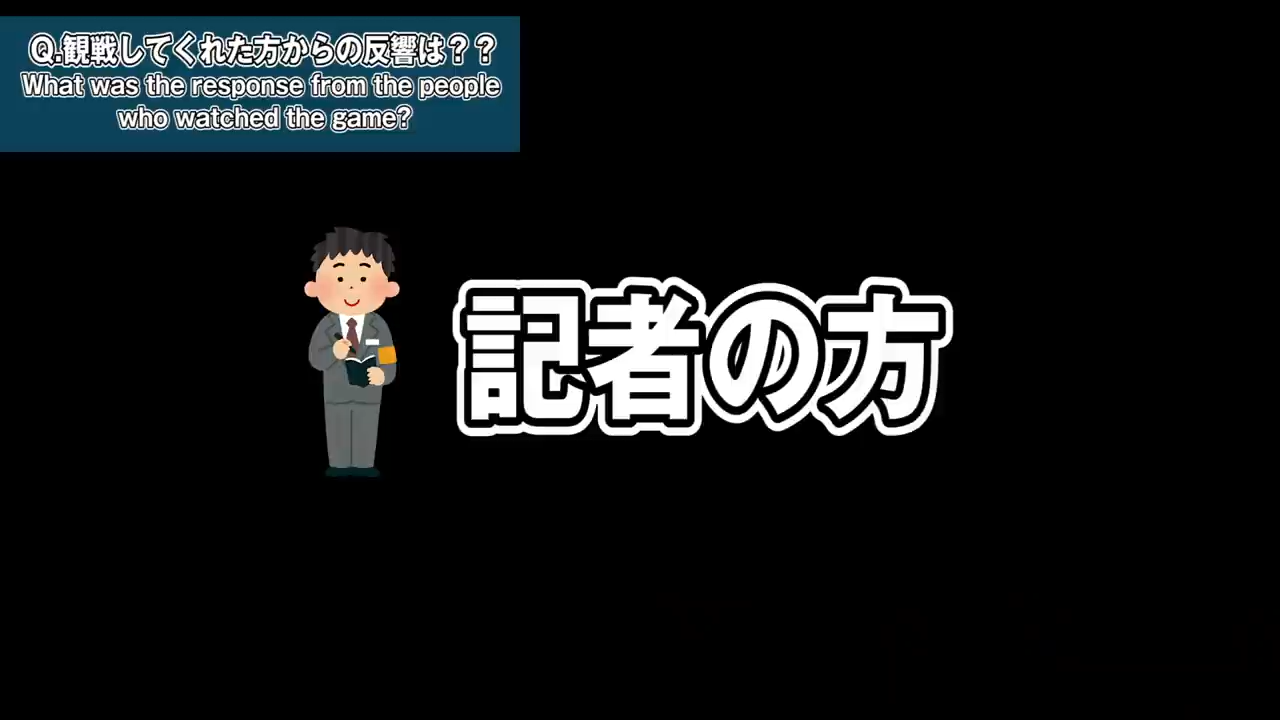 Q.観戦してくれた方からの反響は？？
What was the response from the people
who watched the game?
記者の方